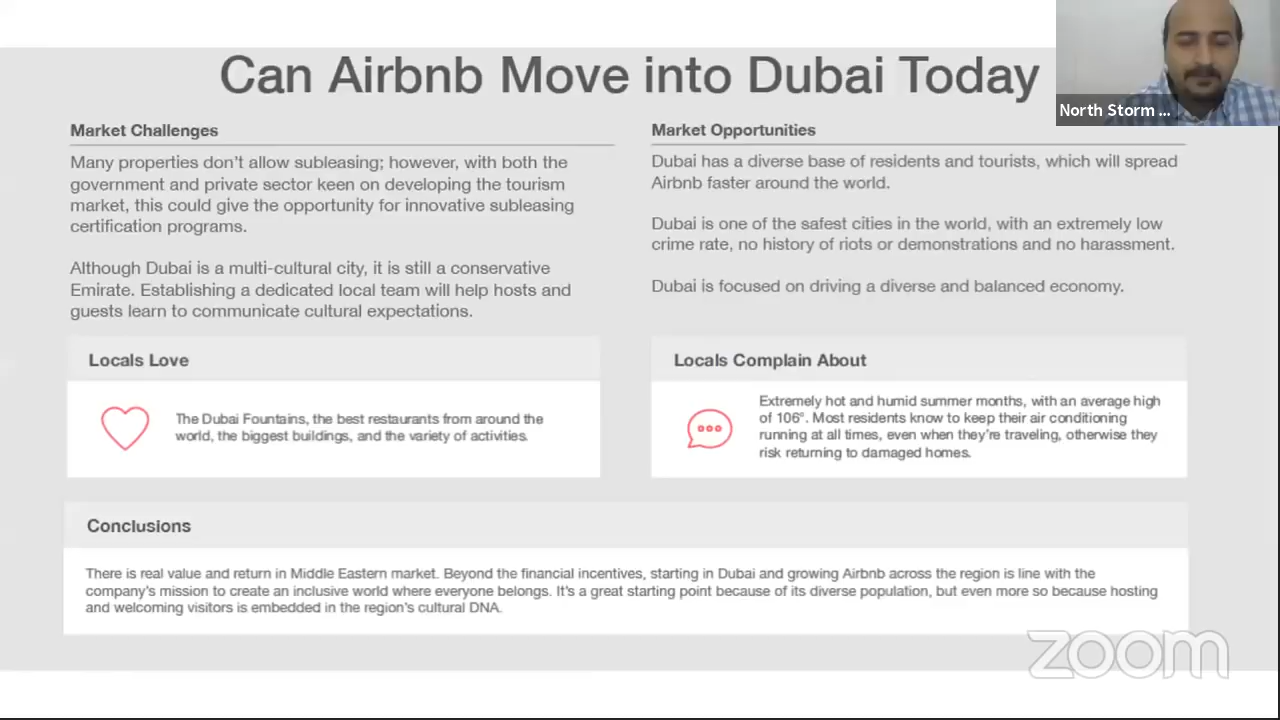 Can Airbnb Move into Dubai Today
North Storm ...
Market Challenges
Many properties don't allow subleasing; however, with both the
government and private sector keen on developing the tourism
market, this could give the opportunity for innovative subleasing
certification programs.
Although Dubai is a multi-cultural city, it is still a conservative
Emirate. Establishing a dedicated local team will help hosts and
guests learn to communicate cultural expectations.
Market Opportunities
Dubai has a diverse base of residents and tourists, which will spread
Airbnb faster around the world.
Dubai is one of the safest cities in the world, with an extremely low
crime rate, no history of riots or demonstrations and no harassment.
Dubai is focused on driving a diverse and balanced economy.
Locals Love
The Dubai Fountains, the best restaurants from around the
world, the biggest buildings, and the variety of activities.
Locals Complain About
Extremely hot and humid summer months, with an average high
of 106°. Most residents know to keep their air conditioning
running at all times, even when they're traveling, otherwise they
risk returning to damaged homes.
Conclusions
There is real value and return in Middle Eastern market. Beyond the financial incentives, starting in Dubai and growing Airbnb across the region is line with the
company's mission to create an inclusive world where everyone belongs. It's a great starting point because of its diverse population, but even more so because hosting
and welcoming visitors is embedded in the region's cultural DNA.
zoom